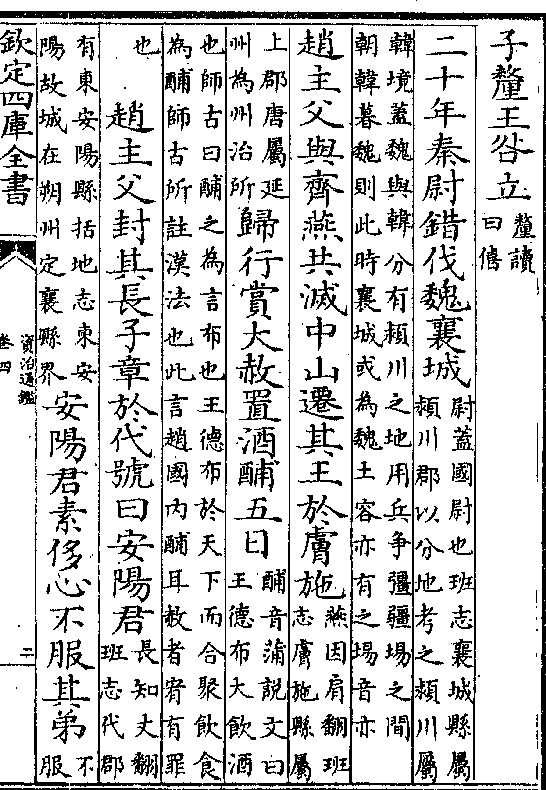 子釐王咎立釐讀曰僖
二十年秦尉錯伐魏襄城尉蓋國尉也班志襄城縣屬潁川郡以分地考之潁川屬
韓境蓋魏與韓分有潁川之地用兵爭彊疆場之間朝韓暮魏則此時襄城或為魏土容亦有之場音亦
趙主父與齊燕共滅中山遷其王於膚施燕因肩翻班志膚施縣屬
上郡唐屬延州為州治所歸行賞大赦置酒酺五日酺音蒲說文曰王德布大飲酒
也師古曰酺之為言布也王德布於天下而合聚飲食為酺師古所註漢法也此言趙國內酺耳赦者宥有罪
也趙主父封其長子章於代號曰安陽君長知丈翻班志代郡
有東安陽縣括地志東安陽故城在朔州定襄縣界安陽君素侈心不服其弟不服
欽定四庫全書
資治通鑑
卷四
二